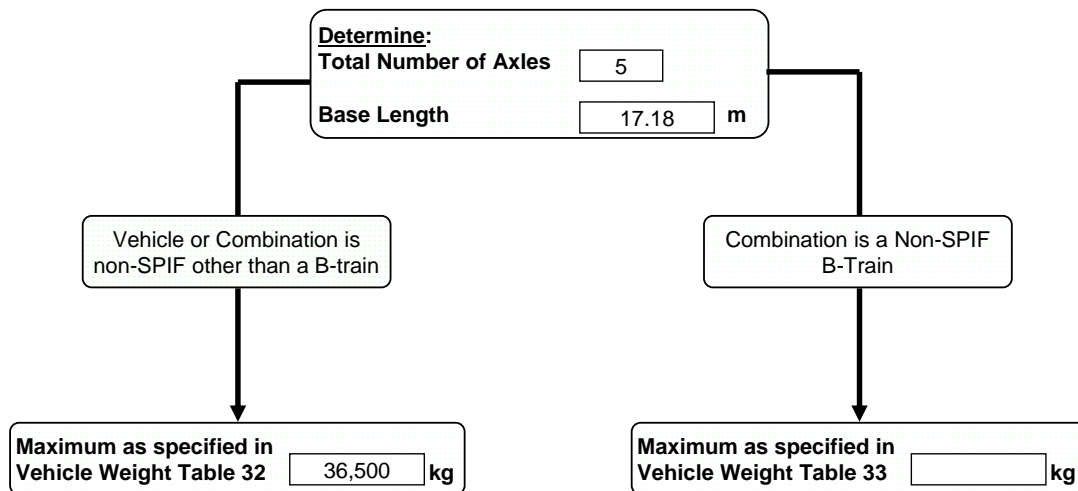 Determine:
Total Number of Axles 5
Base Length 17.18 m
Vehicle or Combination is
non-SPIF other than a B-train
Combination is a Non-SPIF
B-Train
Maximum as specified in
Vehicle Weight Table 32 36,500 kg
Maximum as specified in
Vehicle Weight Table 33 kg